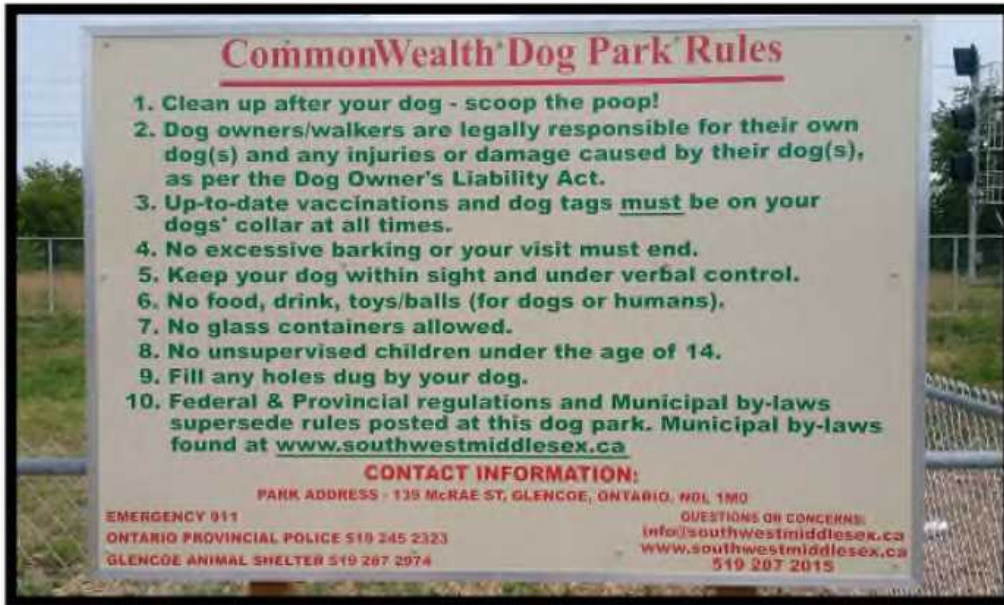 CommonWealth Dog Park Rules
1. Clean up after your dog - scoop the poop!
2. Dog owners/walkers are legally responsible for their own
dog(s) and any injuries or damage caused by their dog(s),
as per the Dog Owner's Liability Act.
3. Up-to-date vaccinations and dog tags must be on your
dogs' collar at all times.
4. No excessive barking or your visit must end.
5. Keep your dog within sight and under verbal control.
6. No food, drink, toys/balls (for dogs or humans).
7. No glass containers allowed.
8. No unsupervised children under the age of 14.
9. Fill any holes dug by your dog.
10. Federal & Provincial regulations and Municipal by-laws
supersede rules posted at this dog park. Municipal by-laws
found at www.southwestmiddlesex.ca
CONTACT INFORMATION:
PARK ADDRESS - 139 McRAE ST, GLENCOE, ONTARIO, N0L 1M0
EMERGENCY 911
ONTARIO PROVINCIAL POLICE 519 245 2323
GLENCOE ANIMAL SHELTER 519 287 2974
QUESTIONS OR CONCERNS:
info@southwestmiddlesex.ca
www.southwestmiddlesex.ca
519 287 2015